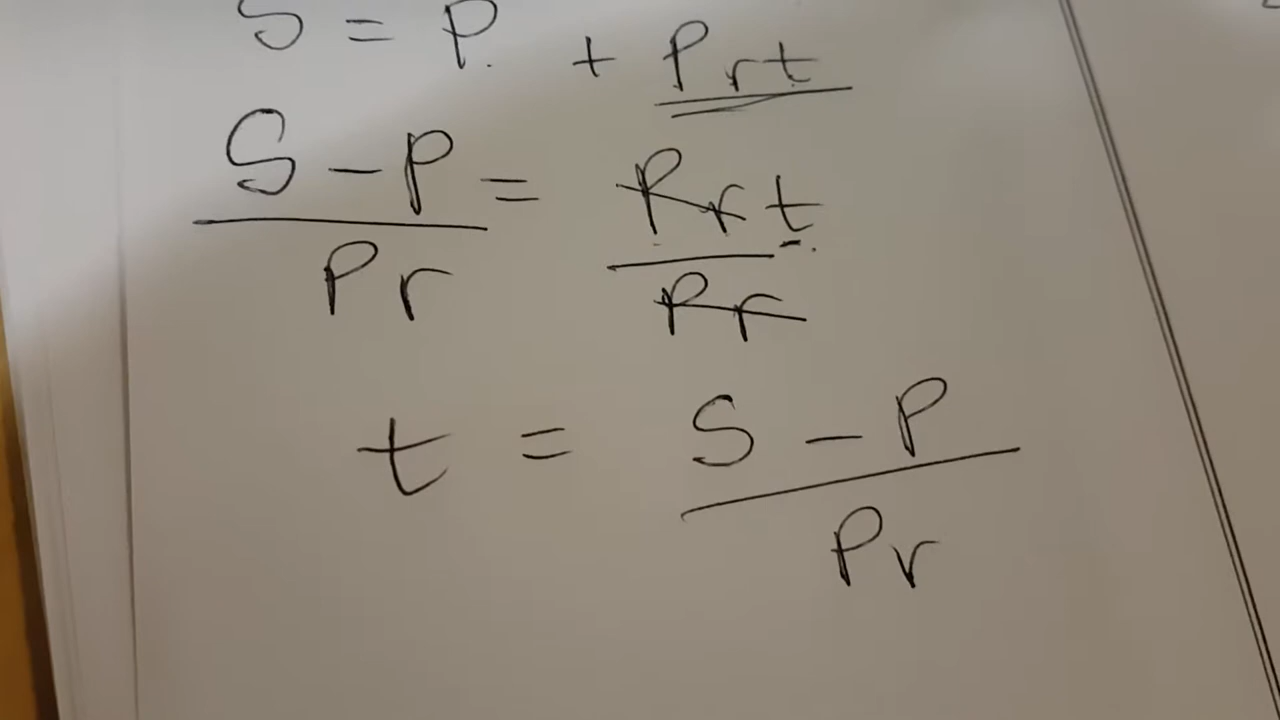 S = P. + Prt
S - P = Prt
Pr Pr
t = S - P
Pr